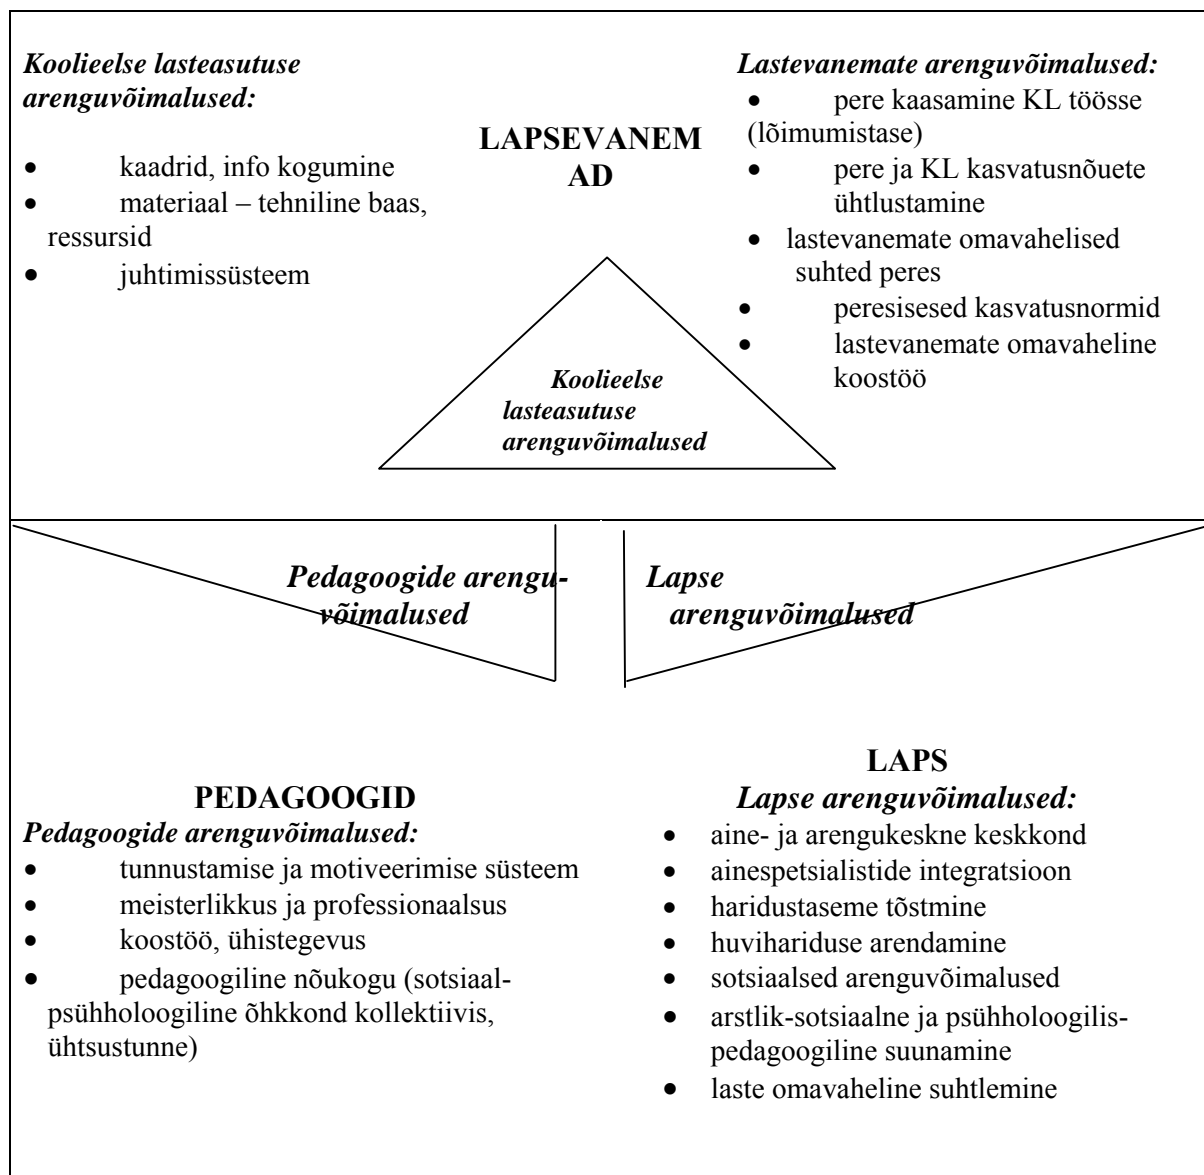 Koolieelse lasteasutuse
arenguvõimalused:
• kaadrid, info kogumine
• materiaal – tehniline baas,
ressursid
• juhtimissüsteem
LAPSEVANEM
AD
Lastevanemate arenguvõimalused:
• pere kaasamine KL töösse
(lõimumistase)
• pere ja KL kasvatusnõuete
ühtlustamine
• lastevanemate omavahelised
suhted peres
• peresisesed kasvatusnormid
• lastevanemate omavaheline
koostöö
Koolieelse
lasteasutuse
arenguvõimalused
Pedagoogide arengu-
võimalused
Lapse
arenguvõimalused
PEDAGOOGID
Pedagoogide arenguvõimalused:
• tunnustamise ja motiveerimise süsteem
• meisterlikkus ja professionaalsus
• koostöö, ühistegevus
• pedagoogiline nõukogu (sotsiaal-
psühholoogiline õhkkond kollektiivis,
ühtsustunne)
LAPS
Lapse arenguvõimalused:
• aine- ja arengukeskne keskkond
• ainespetsialistide integratsioon
• haridustaseme tõstmine
• huvihariduse arendamine
• sotsiaalsed arenguvõimalused
• arstlik-sotsiaalne ja psühholoogilis-
pedagoogiline suunamine
• laste omavaheline suhtlemine